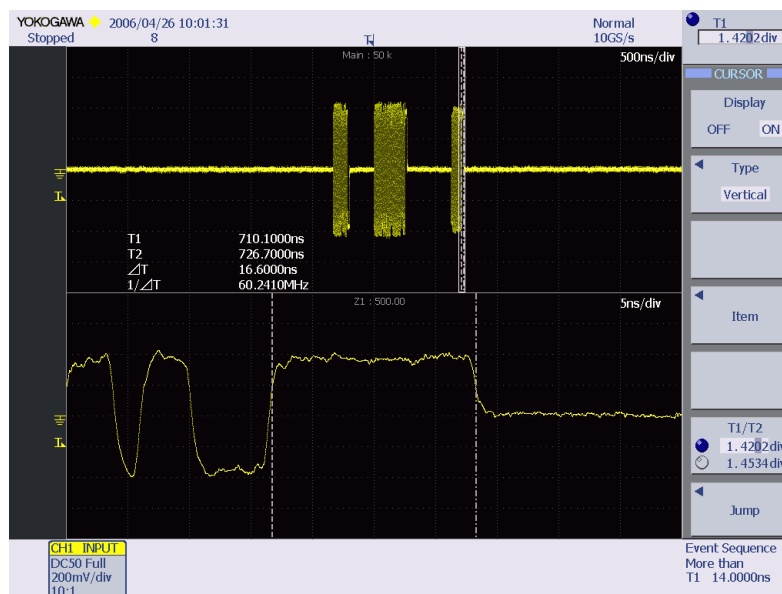 YOKOGAWA 2006/04/26 10:01:31 Normal T1
Stopped 8 T 10GS/s 1.4202div
Main : 50 k 500ns/div
CURSOR
Display
OFF ON
Type
Vertical
T
T1 710.1000ns
T2 726.7000ns
⊿T 16.6000ns
1/⊿T 60.2410MHz
Z1 : 500.00 5ns/div
Item
T
T1/T2
1.4202div
1.4534div
Jump
CH1 INPUT
DC50 Full
200mV/div
10:1
Event Sequence
More than
T1 14.0000ns